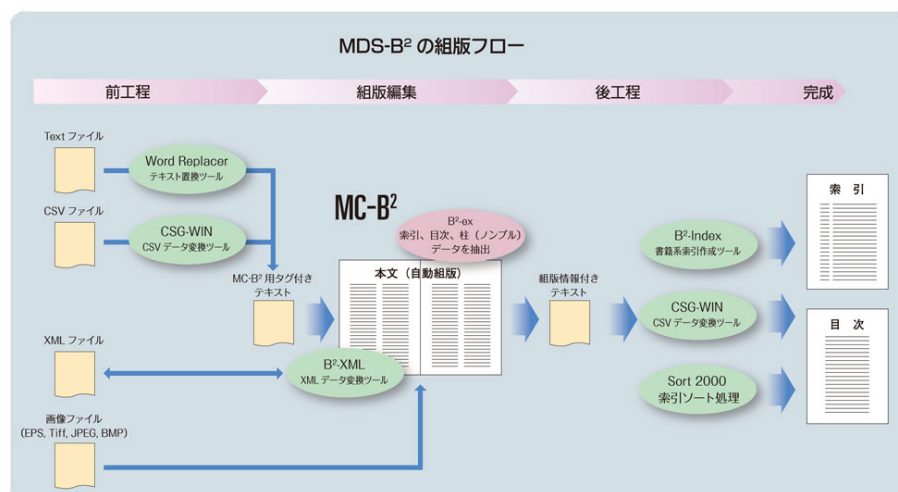 MDS-B² の組版フロー
前工程
組版編集
後工程
完成
Text ファイル
Word Replacer
テキスト置換ツール
CSV ファイル
CSG-WIN
CSV データ変換ツール
MC-B² 用タグ付き
テキスト
XML ファイル
画像ファイル
(EPS, Tiff, JPEG, BMP)
MC-B²
B²-ex
索引、目次、柱（ノンブル）
データを抽出
本文（自動組版）
B²-XML
XML データ変換ツール
組版情報付き
テキスト
B²-Index
書籍系索引作成ツール
CSG-WIN
CSV データ変換ツール
Sort 2000
索引ソート処理
索 引
目 次